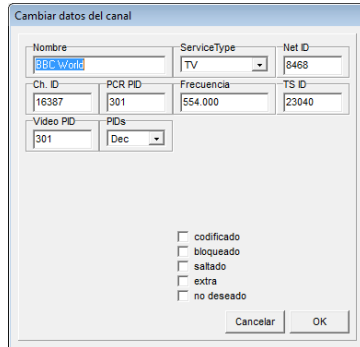 Cambiar datos del canal
Nombre ServiceType Net ID
BBC World TV 8468
Ch. ID PCR PID Frecuencia TS ID
16387 301 554.000 23040
Video PID PIDs
301 Dec
codificado
bloqueado
saltado
extra
no deseado
Cancelar OK